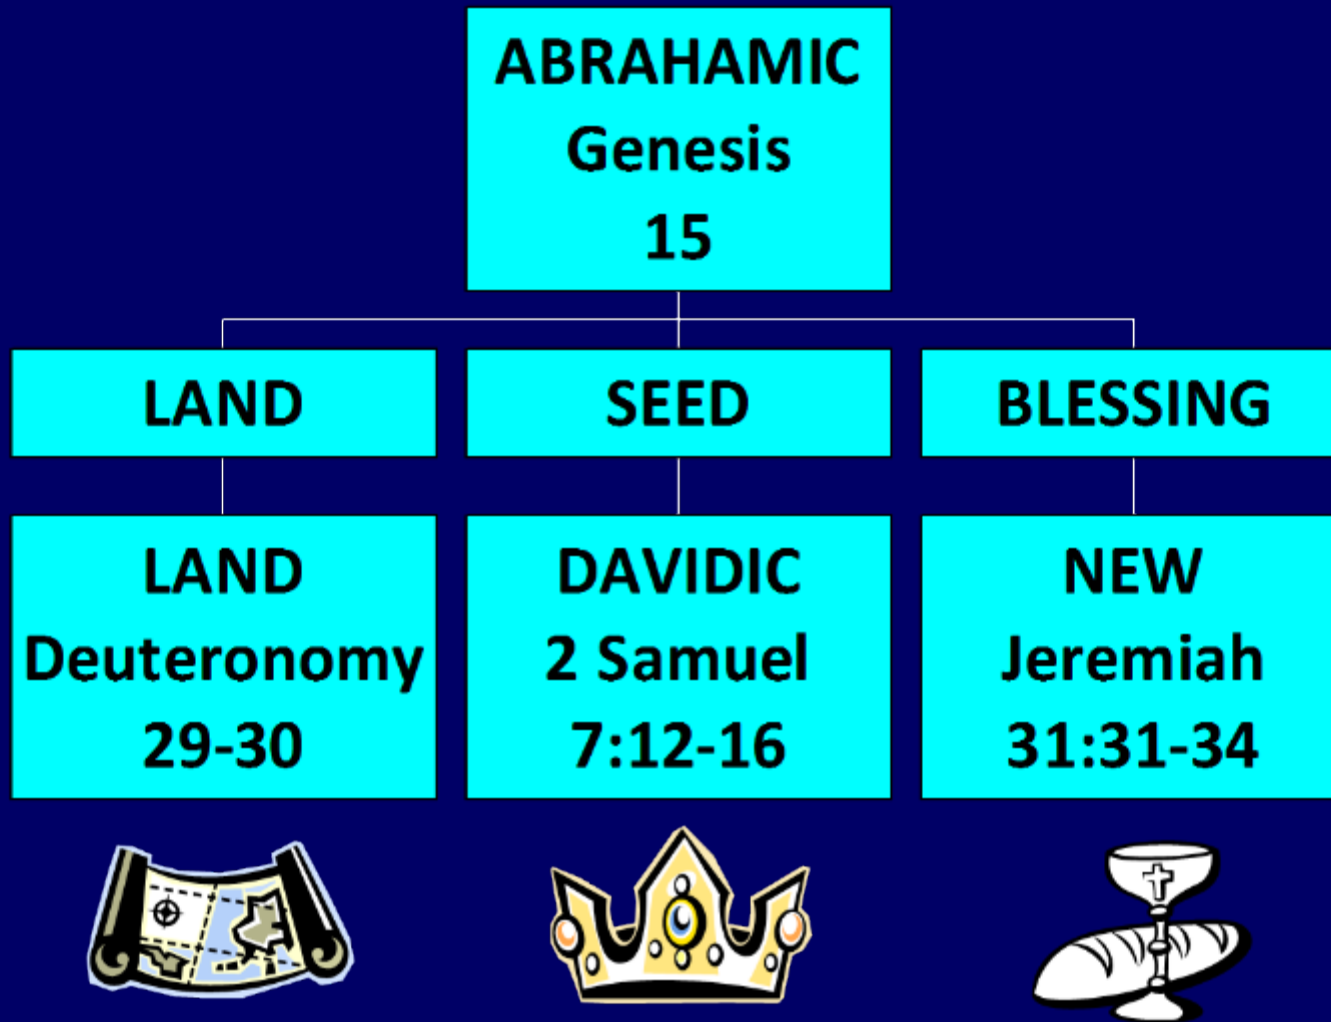 ABRAHAMIC
Genesis
15
LAND
SEED
BLESSING
LAND
Deuteronomy
29-30
DAVIDIC
2 Samuel
7:12-16
NEW
Jeremiah
31:31-34